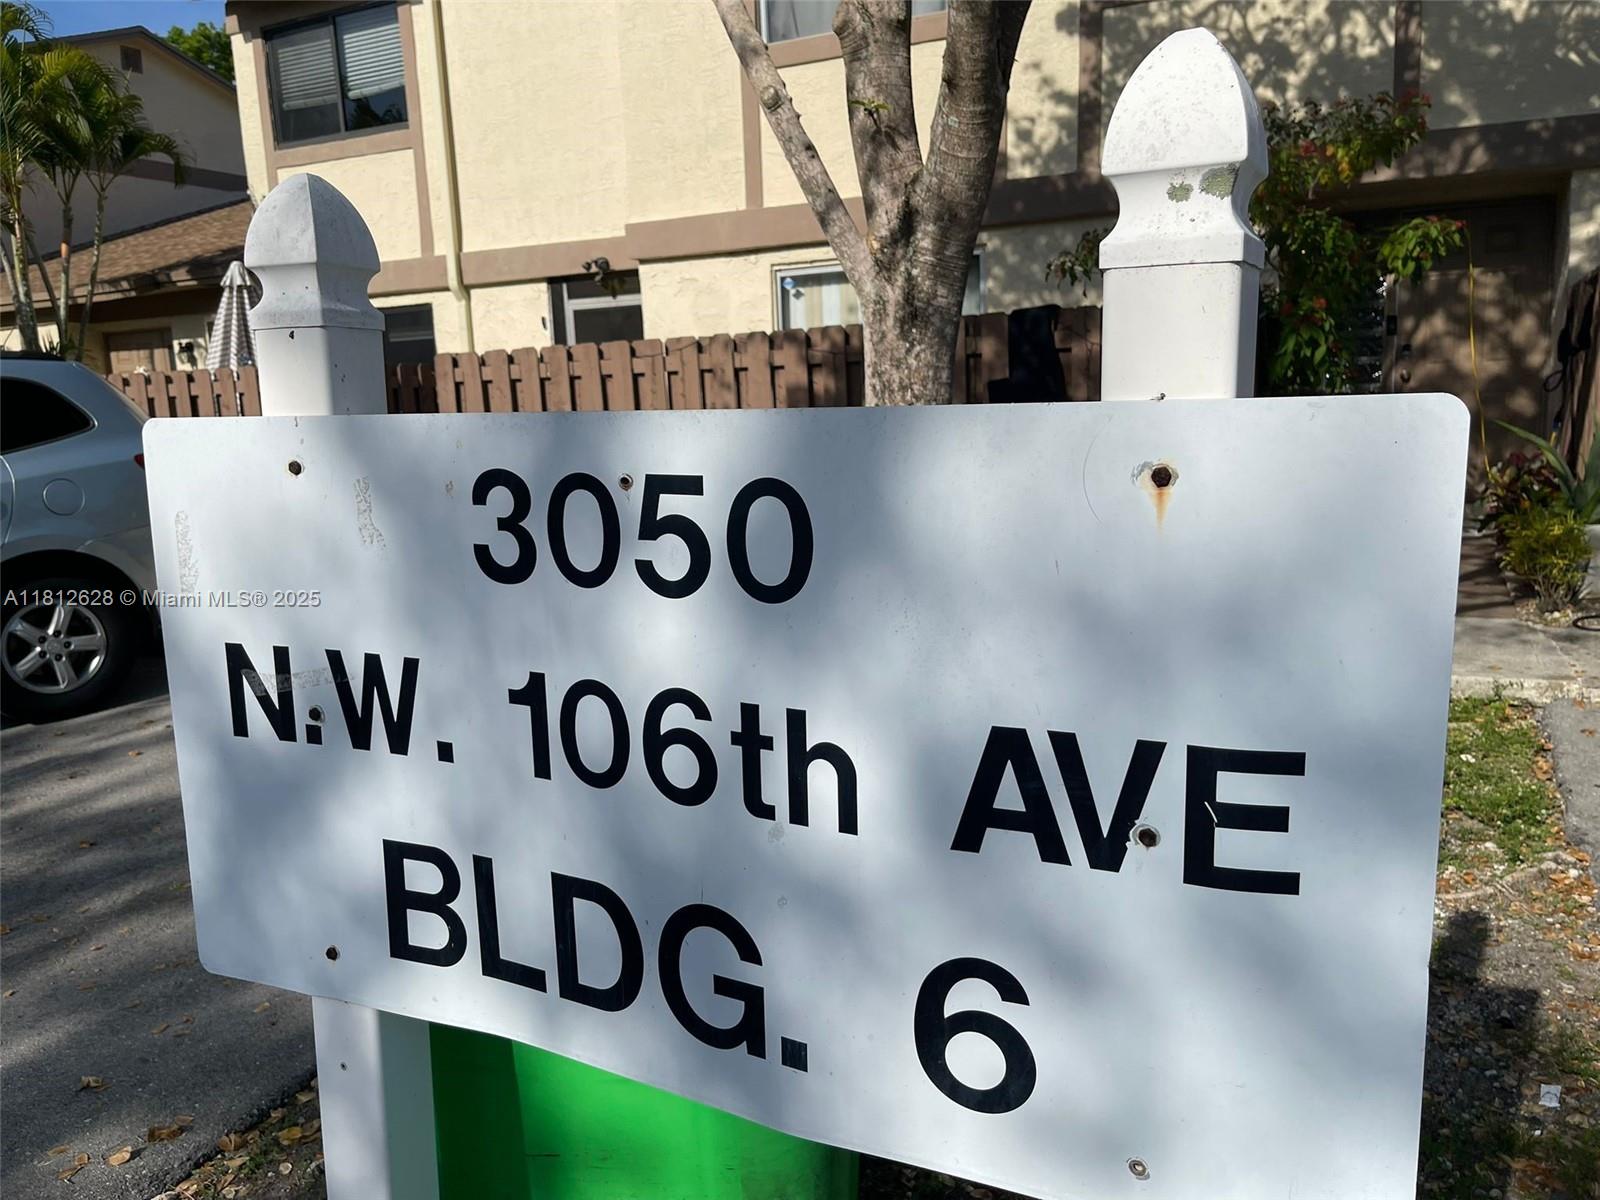 3050
N.W. 106th AVE
BLDG. 6
A11812628 © Miami MLS® 2025